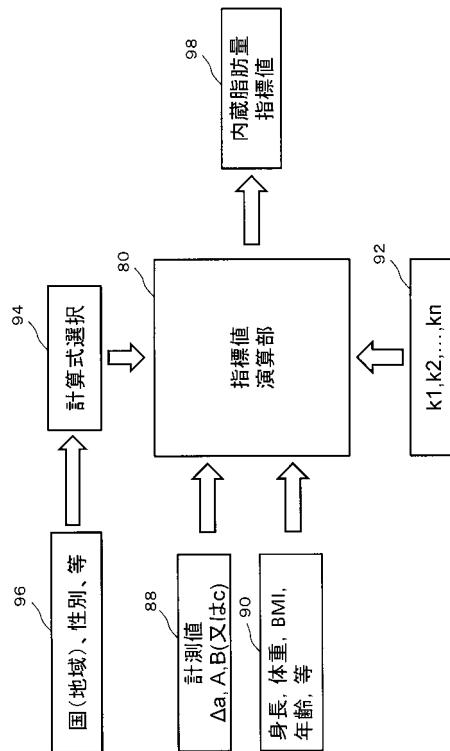 96
国(地域)、性別、等
94
計算式選択
88
計測値
Δa, A, B(又はc)
90
身長, 体重, BMI,
年齢, 等
80
指標値
演算部
92
k1,k2,...,kn
98
内蔵脂肪量
指標値